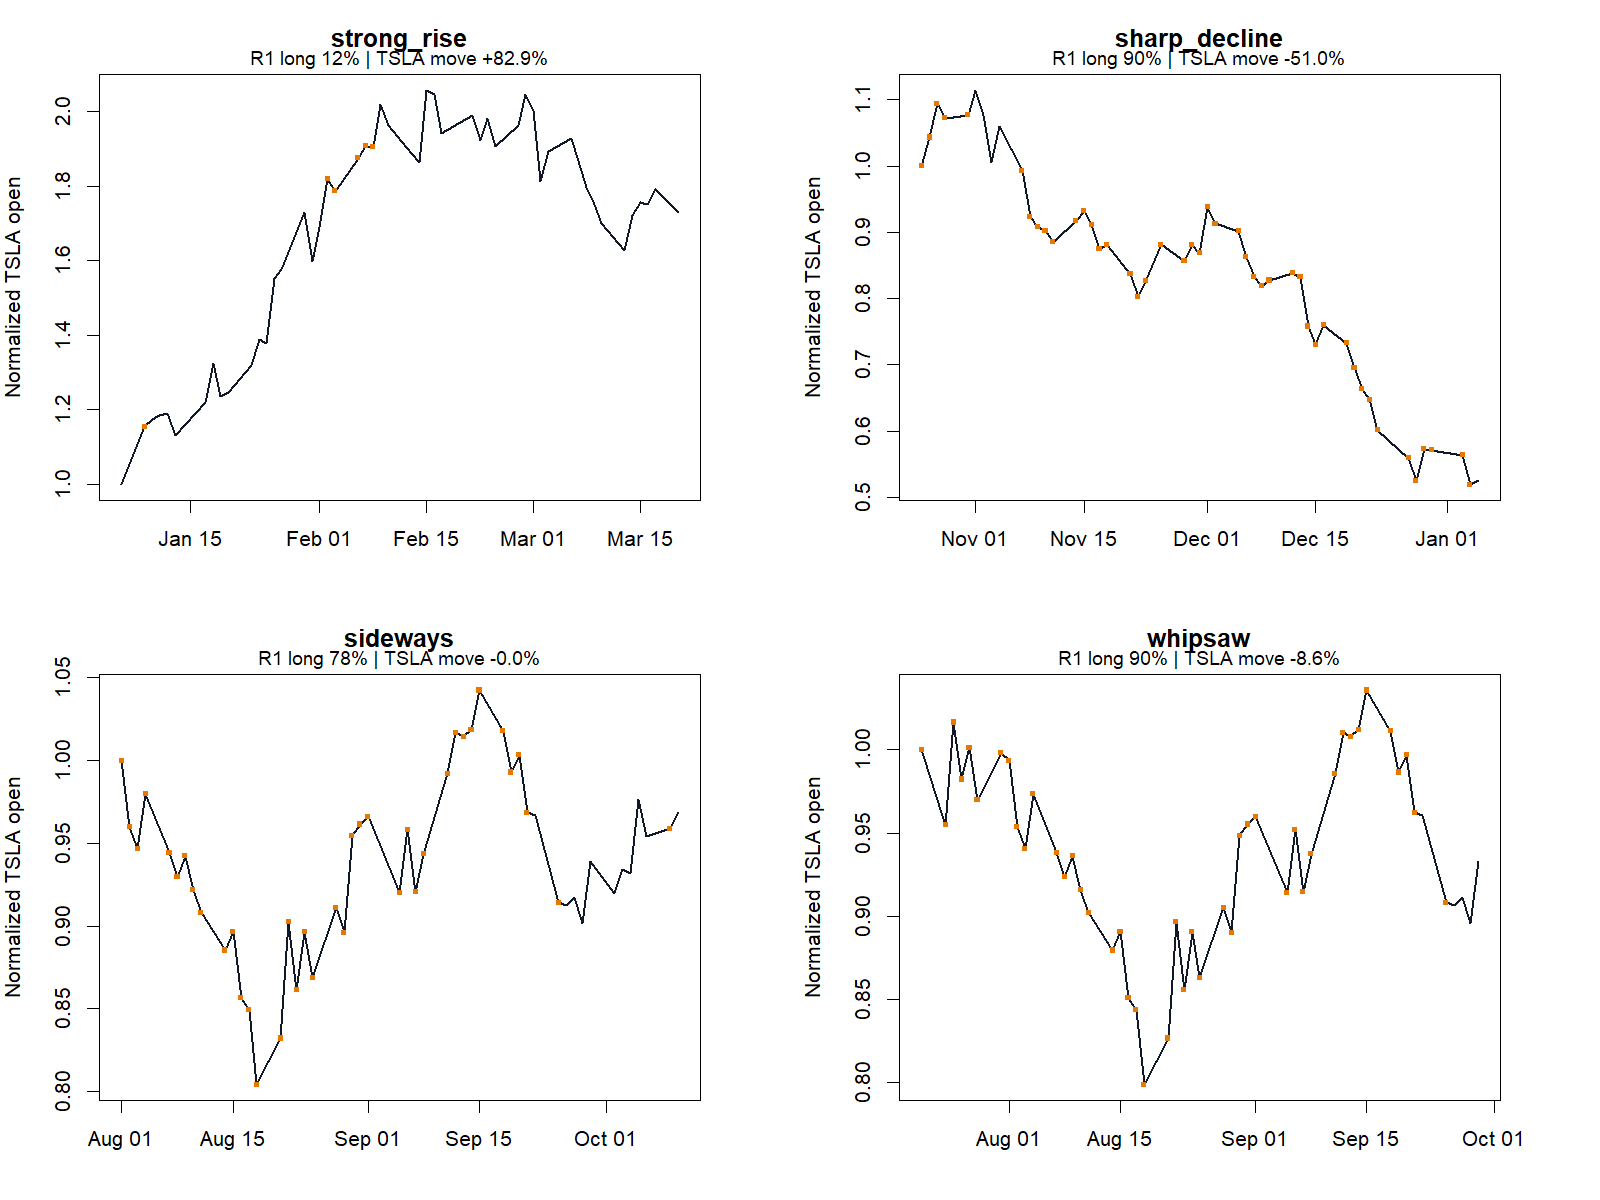 strong_rise
R1 long 12% | TSLA move +82.9%
Normalized TSLA open
2.0
1.8
1.6
1.4
1.2
1.0
Jan 15
Feb 01
Feb 15
Mar 01
Mar 15
sharp_decline
R1 long 90% | TSLA move -51.0%
Normalized TSLA open
1.1
1.0
0.9
0.8
0.7
0.6
0.5
Nov 01
Nov 15
Dec 01
Dec 15
Jan 01
sideways
R1 long 78% | TSLA move -0.0%
Normalized TSLA open
1.05
1.00
0.95
0.90
0.85
0.80
Aug 01
Aug 15
Sep 01
Sep 15
Oct 01
whipsaw
R1 long 90% | TSLA move -8.6%
Normalized TSLA open
1.00
0.95
0.90
0.85
0.80
Aug 01
Aug 15
Sep 01
Sep 15
Oct 01